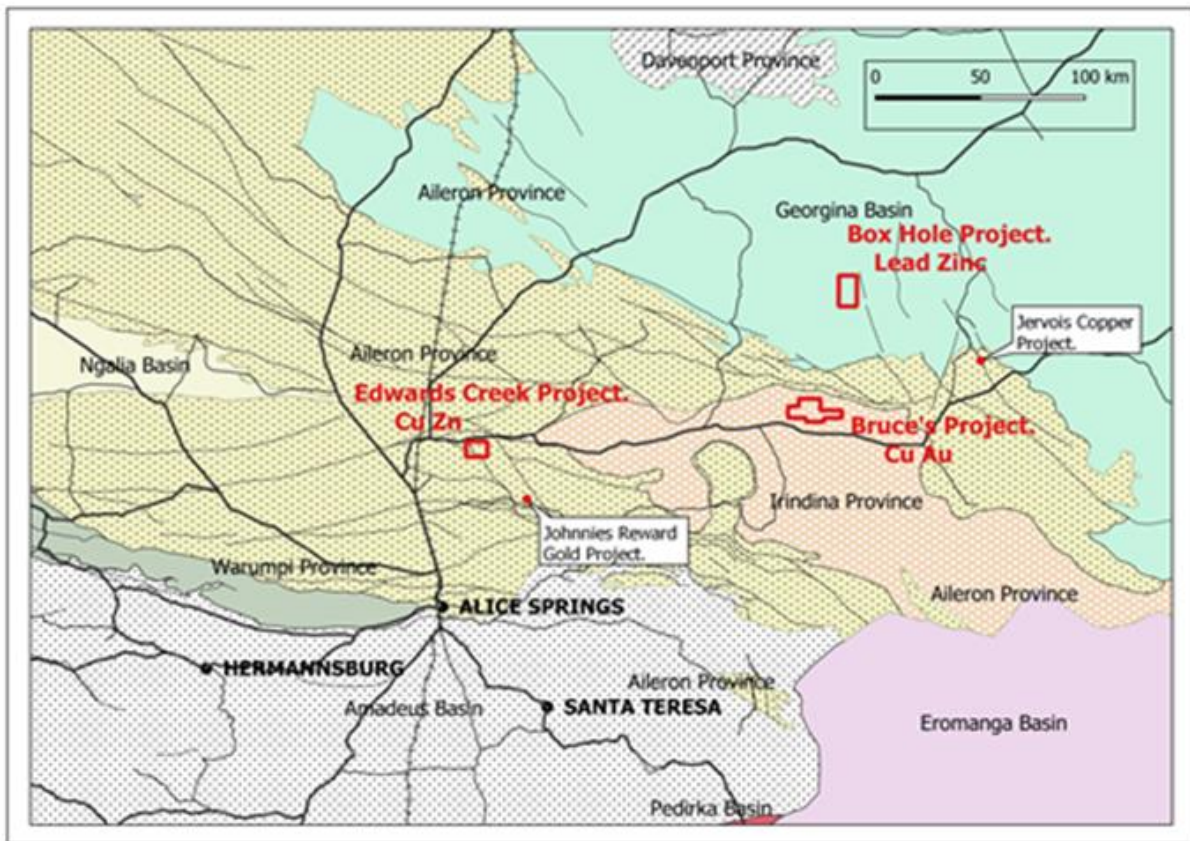 Davenport Province
0 50 100 km
Aileron Province
Georgina Basin
Box Hole Project.
Lead Zinc
Jervois Copper
Project.
Aileron Province
Ngalia Basin
Edwards Creek Project.
Cu Zn
Bruce's Project.
Cu Au
Irindina Province
Johnnies Reward
Gold Project.
Warumpi Province
Aileron Province
ALICE SPRINGS
HERMANNSBURG
Aileron Province
Amadeus Basin
SANTA TERESA
Eromanga Basin
Pedirka Basin